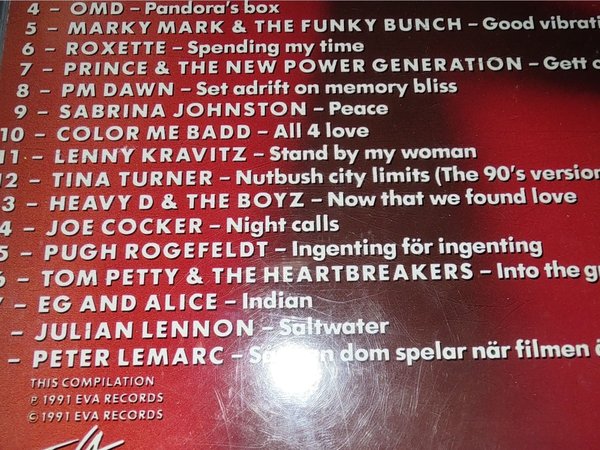 4 – OMD – Pandora's box
5 – MARKY MARK & THE FUNKY BUNCH – Good vibrati
6 – ROXETTE – Spending my time
7 – PRINCE & THE NEW POWER GENERATION – Gett o
8 – PM DAWN – Set adrift on memory bliss
9 – SABRINA JOHNSTON – Peace
10 – COLOR ME BADD – All 4 love
11 – LENNY KRAVITZ – Stand by my woman
12 – TINA TURNER – Nutbush city limits (The 90's version
3 – HEAVY D & THE BOYZ – Now that we found love
4 – JOE COCKER – Night calls
5 – PUGH ROGEFELDT – Ingenting för ingenting
6 – TOM PETTY & THE HEARTBREAKERS – Into the gr
– EG AND ALICE – Indian
– JULIAN LENNON – Saltwater
– PETER LEMARC – dom spelar när filmen
THIS COMPILATION
℗ 1991 EVA RECORDS
© 1991 EVA RECORDS